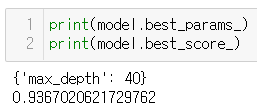 1 print(model.best_params_)
2 print(model.best_score_)
{'max_depth': 40}
0.9367020621729762